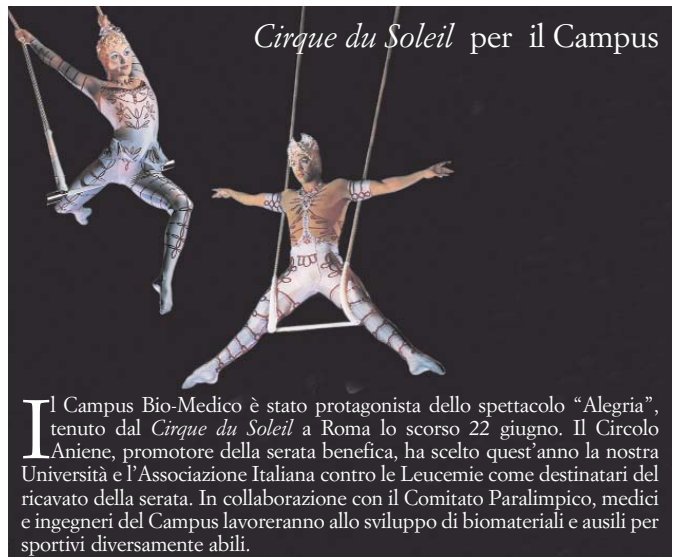 Cirque du Soleil per il Campus
Il Campus Bio-Medico è stato protagonista dello spettacolo “Alegria”,
tenuto dal Cirque du Soleil a Roma lo scorso 22 giugno. Il Circolo
Aniene, promotore della serata benefica, ha scelto quest’anno la nostra
Università e l’Associazione Italiana contro le Leucemie come destinatari del
ricavato della serata. In collaborazione con il Comitato Paralimpico, medici
e ingegneri del Campus lavoreranno allo sviluppo di biomateriali e ausili per
sportivi diversamente abili.